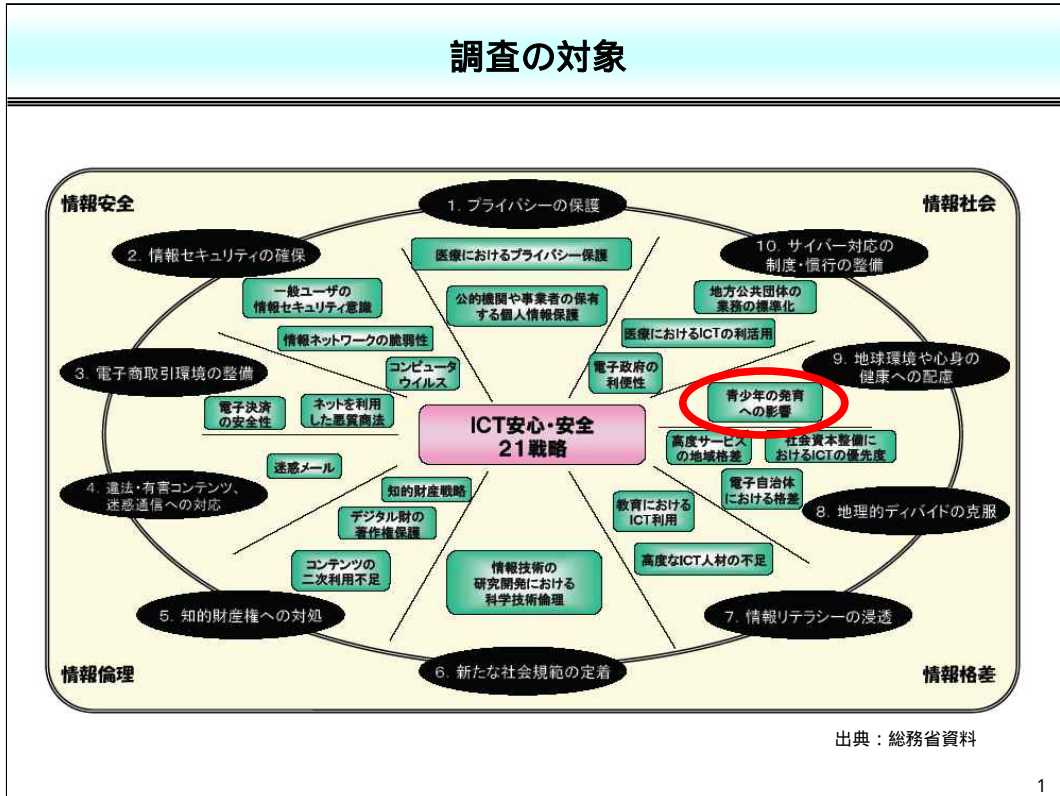 調査の対象
情報安全
情報社会
1. プライバシーの保護
2. 情報セキュリティの確保
10. サイバー対応の
制度・慣行の整備
医療におけるプライバシー保護
一般ユーザの
情報セキュリティ意識
公的機関や事業者の保有
する個人情報保護
地方公共団体の
業務の標準化
情報ネットワークの脆弱性
医療におけるICTの利活用
3. 電子商取引環境の整備
コンピュータ
ウイルス
電子政府の
利便性
9. 地球環境や心身の
健康への配慮
電子決済
の安全性
ネットを利用
した悪質商法
青少年の発育
への影響
ICT安心・安全
21戦略
高度サービス
の地域格差
社会資本整備に
おけるICTの優先度
迷惑メール
4. 違法・有害コンテンツ、
迷惑通信への対応
知的財産戦略
教育における
ICT利用
電子自治体
における格差
8. 地理的ディバイドの克服
デジタル財の
著作権保護
コンテンツの
二次利用不足
情報技術の
研究開発における
科学技術倫理
高度なICT人材の不足
5. 知的財産権への対処
7. 情報リテラシーの浸透
6. 新たな社会規範の定着
情報倫理
情報格差
出典：総務省資料
1